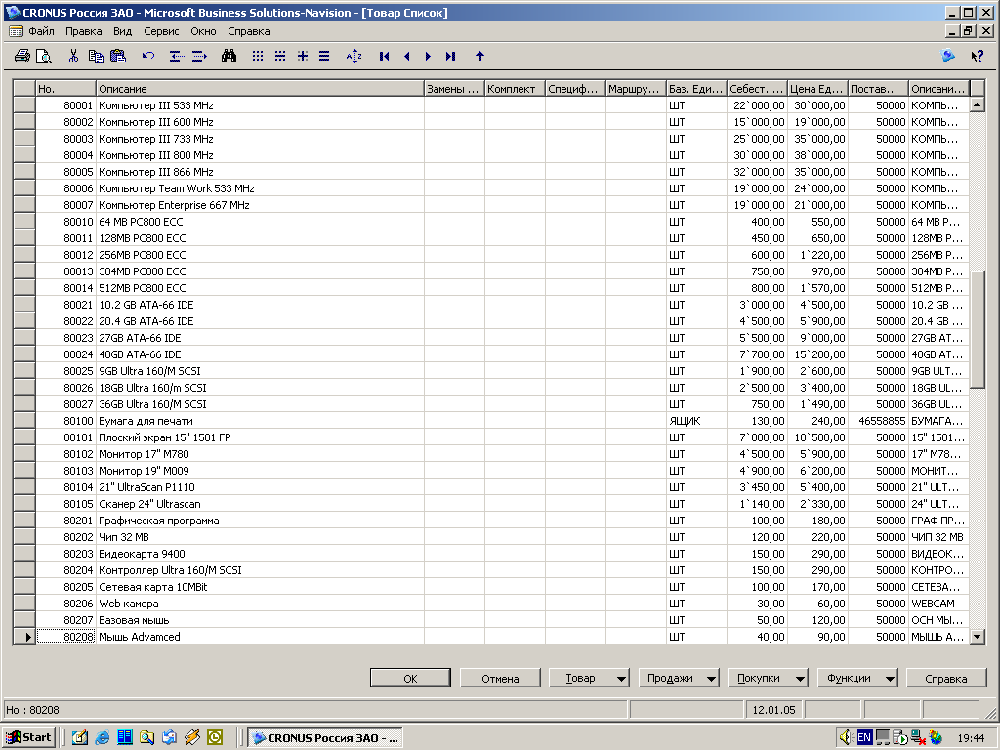 CRONUS Россия ЗАО - Microsoft Business Solutions-Navision - [Товар Список]
Файл Правка Вид Сервис Окно Справка
Но. Описание Замены ... Комплект Специф... Маршру... Баз. Еди... Себест. ... Цена Ед... Постав... Описани...
80001 Компьютер III 533 MHz ШТ 22`000,00 30`000,00 50000 КОМПЬ...
80002 Компьютер III 600 MHz ШТ 15`000,00 19`000,00 50000 КОМПЬ...
80003 Компьютер III 733 MHz ШТ 25`000,00 35`000,00 50000 КОМПЬ...
80004 Компьютер III 800 MHz ШТ 30`000,00 38`000,00 50000 КОМПЬ...
80005 Компьютер III 866 MHz ШТ 32`000,00 35`000,00 50000 КОМПЬ...
80006 Компьютер Team Work 533 MHz ШТ 19`000,00 24`000,00 50000 КОМПЬ...
80007 Компьютер Enterprise 667 MHz ШТ 19`000,00 21`000,00 50000 КОМПЬ...
80010 64 MB PC800 ECC ШТ 400,00 550,00 50000 64 MB P...
80011 128MB PC800 ECC ШТ 450,00 650,00 50000 128MB P...
80012 256MB PC800 ECC ШТ 600,00 1`220,00 50000 256MB P...
80013 384MB PC800 ECC ШТ 750,00 970,00 50000 384MB P...
80014 512MB PC800 ECC ШТ 800,00 1`570,00 50000 512MB P...
80021 10.2 GB ATA-66 IDE ШТ 3`000,00 4`500,00 50000 10.2 GB ...
80022 20.4 GB ATA-66 IDE ШТ 4`500,00 5`900,00 50000 20.4 GB ...
80023 27GB ATA-66 IDE ШТ 5`500,00 9`000,00 50000 27GB AT...
80024 40GB ATA-66 IDE ШТ 7`700,00 15`200,00 50000 40GB AT...
80025 9GB Ultra 160/M SCSI ШТ 1`900,00 2`600,00 50000 9GB ULT...
80026 18GB Ultra 160/m SCSI ШТ 2`500,00 3`400,00 50000 18GB UL...
80027 36GB Ultra 160/M SCSI ШТ 750,00 1`490,00 50000 36GB UL...
80100 Бумага для печати ЯЩИК 130,00 240,00 46558855 БУМАГА...
80101 Плоский экран 15" 1501 FP ШТ 7`000,00 10`500,00 50000 15" 1501...
80102 Монитор 17" M780 ШТ 4`500,00 5`900,00 50000 17" M78...
80103 Монитор 19" M009 ШТ 4`900,00 6`200,00 50000 МОНИТ...
80104 21" UltraScan P1110 ШТ 3`450,00 5`400,00 50000 21" ULT...
80105 Сканер 24" Ultrascan ШТ 1`140,00 2`330,00 50000 24" ULT...
80201 Графическая программа ШТ 100,00 180,00 50000 ГРАФ ПР...
80202 Чип 32 MB ШТ 120,00 220,00 50000 ЧИП 32 MB
80203 Видеокарта 9400 ШТ 150,00 290,00 50000 ВИДЕОК...
80204 Контроллер Ultra 160/M SCSI ШТ 150,00 290,00 50000 КОНТРО...
80205 Сетевая карта 10MBit ШТ 100,00 170,00 50000 СЕТЕВА...
80206 Web камера ШТ 30,00 60,00 50000 WEBCAM
80207 Базовая мышь ШТ 50,00 120,00 50000 ОСН МЫ...
80208 Мышь Advamced ШТ 40,00 90,00 50000 МЫШЬ A...
OK Отмена Товар Продажи Покупки Функции Справка
Но.: 80208 12.01.05
Start CRONUS Россия ЗАО - ... EN 19:44